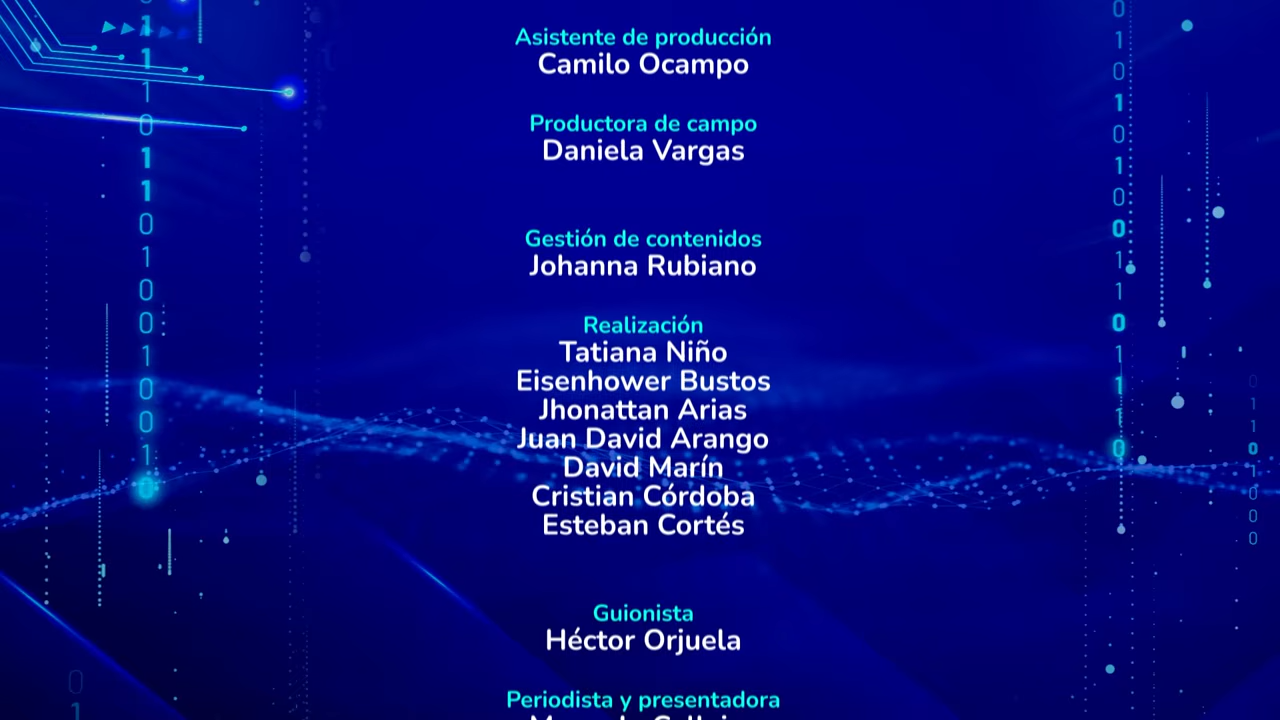 Asistente de producción
Camilo Ocampo
Productora de campo
Daniela Vargas
Gestión de contenidos
Johanna Rubiano
Realización
Tatiana Niño
Eisenhower Bustos
Jhonattan Arias
Juan David Arango
David Marín
Cristian Córdoba
Esteban Cortés
Guionista
Héctor Orjuela
Periodista y presentadora